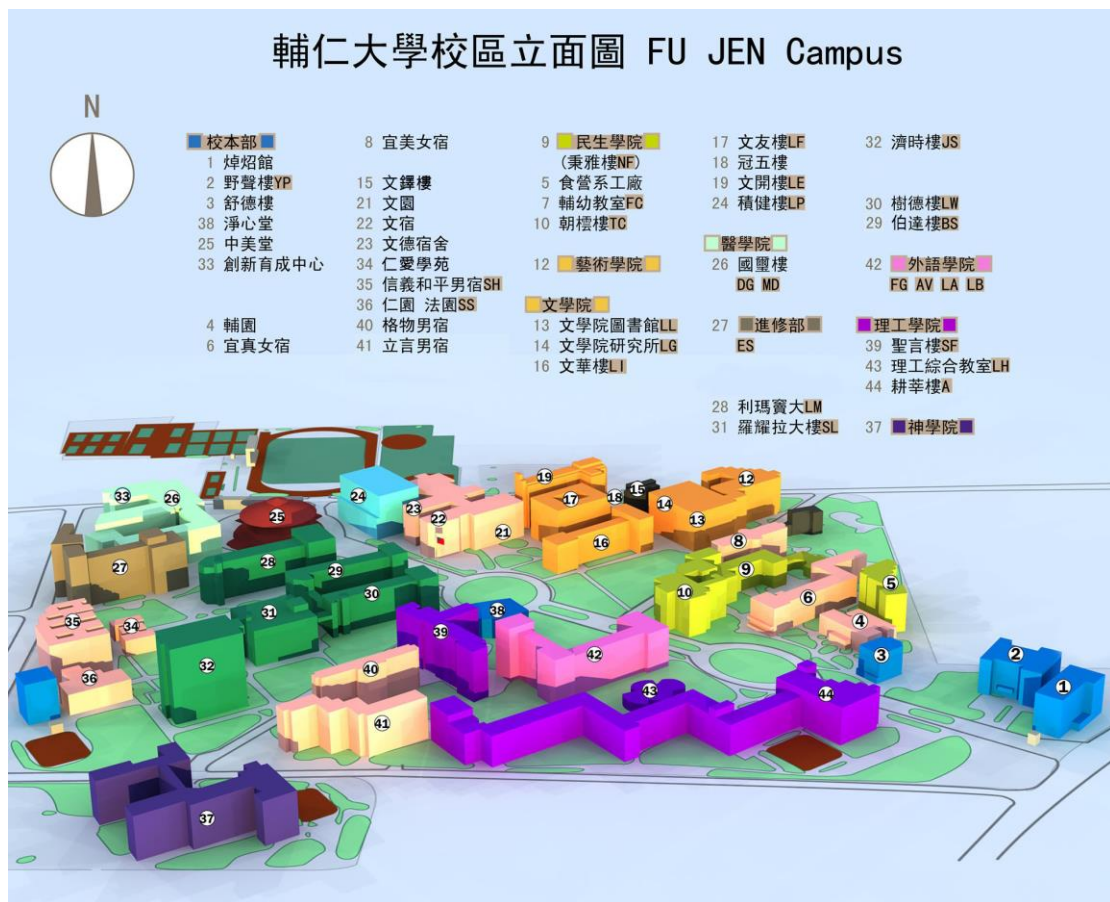 輔仁大學校區立面圖 FU JEN Campus
N
校本部
1 焯炤館
2 野聲樓YP
3 舒德樓
38 淨心堂
25 中美堂
33 創新育成中心
4 輔園
6 宜真女宿
8 宜美女宿
15 文鐸樓
21 文園
22 文宿
23 文德宿舍
34 仁愛學苑
35 信義和平男宿SH
36 仁園 法園SS
40 格物男宿
41 立言男宿
9 民生學院
(秉雅樓NF)
5 食營系工廠
7 輔幼教室FC
10 朝橒樓TC
12 藝術學院
文學院
13 文學院圖書館LL
14 文學院研究所LG
16 文華樓LI
17 文友樓LF
18 冠五樓
19 文開樓LE
24 積健樓LP
醫學院
26 國璽樓
DG MD
27 進修部
ES
28 利瑪竇大LM
31 羅耀拉大樓SL
32 濟時樓JS
30 樹德樓LW
29 伯達樓BS
42 外語學院
FG AV LA LB
理工學院
39 聖言樓SF
43 理工綜合教室LH
44 耕莘樓A
37 神學院
33
26
25
24
23
22
21
19
17
18
15
14
13
12
16
27
28
29
30
31
8
9
10
5
6
4
3
2
1
35
34
36
32
38
39
42
40
41
43
44
37